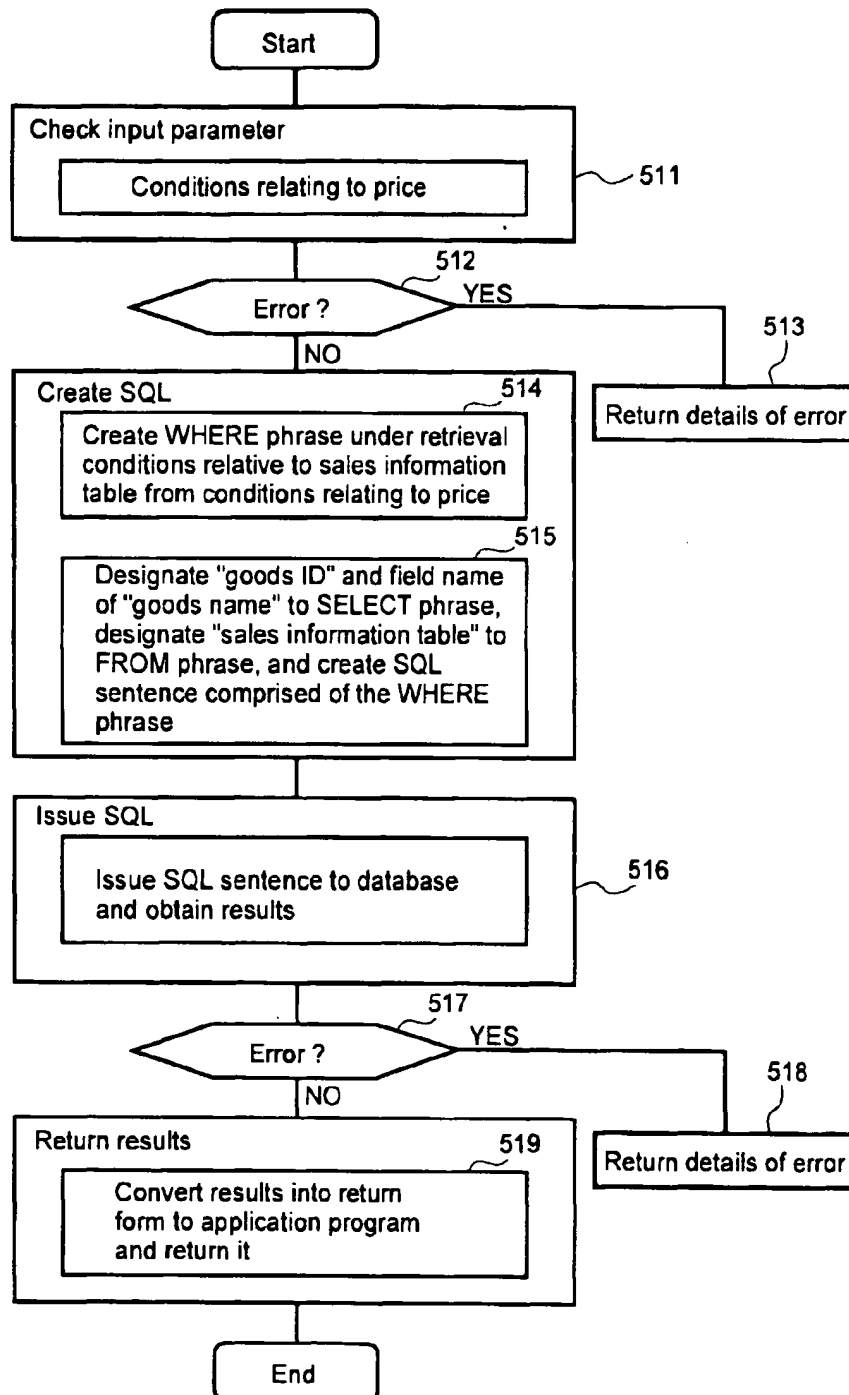 Start
Check input parameter
Conditions relating to price
511
512
Error ?
YES
NO
513
Return details of error
Create SQL
514
Create WHERE phrase under retrieval
conditions relative to sales information
table from conditions relating to price
515
Designate "goods ID" and field name
of "goods name" to SELECT phrase,
designate "sales information table" to
FROM phrase, and create SQL
sentence comprised of the WHERE
phrase
Issue SQL
Issue SQL sentence to database
and obtain results
516
517
Error ?
YES
NO
518
Return details of error
Return results
519
Convert results into return
form to application program
and return it
End